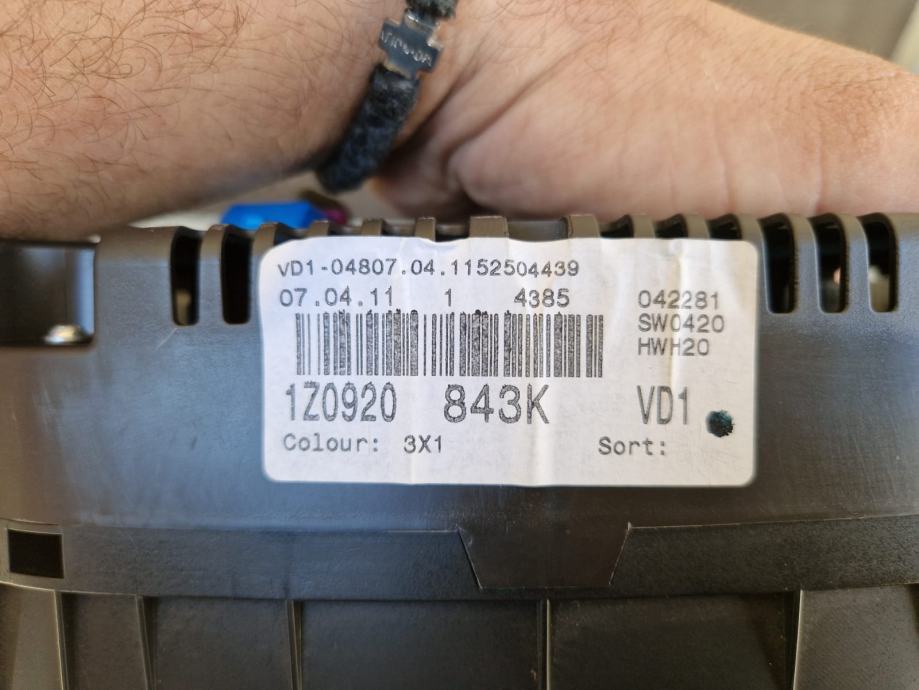 VD1-04807.04.1152504439
07.04.11 1 4385 042281
SW0420
HWH20
1Z0920 843K VD1
Colour: 3X1 Sort: